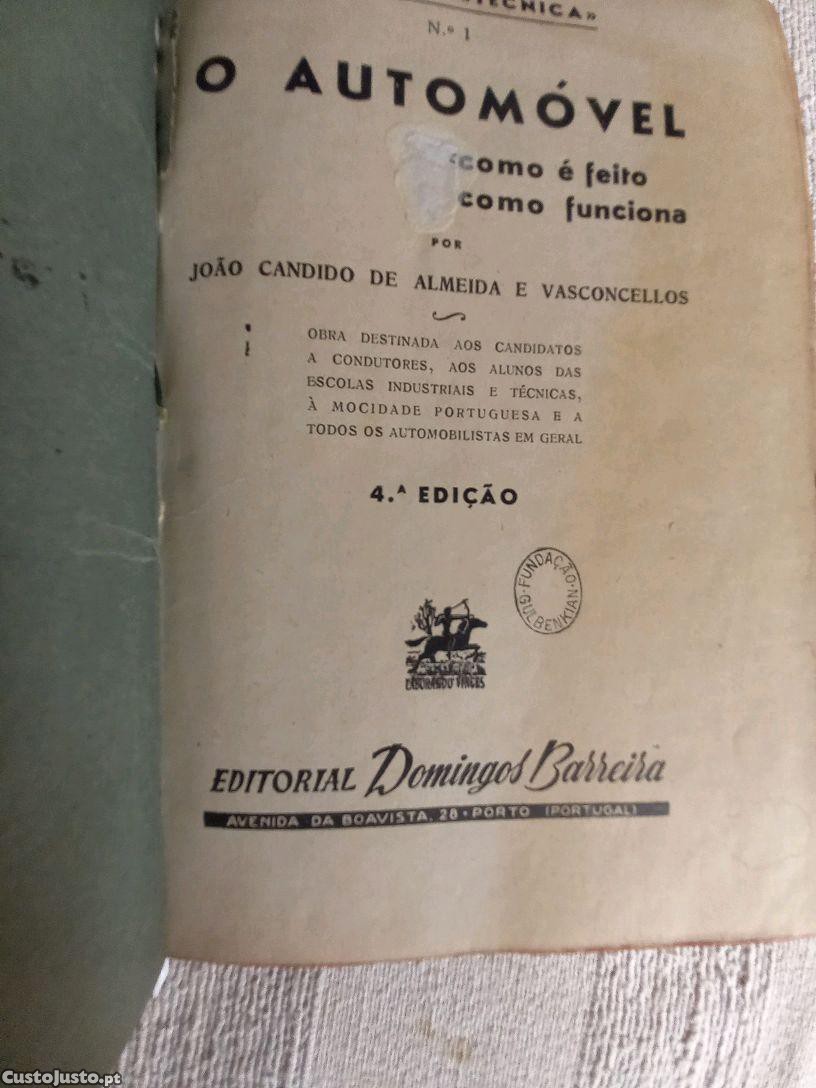 TÉCNICA»
N.º 1
O AUTOMÓVEL
como é feito
como funciona
POR
JOÃO CANDIDO DE ALMEIDA E VASCONCELLOS
OBRA DESTINADA AOS CANDIDATOS
A CONDUTORES, AOS ALUNOS DAS
ESCOLAS INDUSTRIAIS E TÉCNICAS,
À MOCIDADE PORTUGUESA E A
TODOS OS AUTOMOBILISTAS EM GERAL
4.ª EDIÇÃO
FUNDAÇÃO · GULBENKIAN ·
LABORANDO VINCES
EDITORIAL Domingos Barreira
AVENIDA DA BOAVISTA, 28 · PORTO (PORTUGAL)
CustoJusto.pt